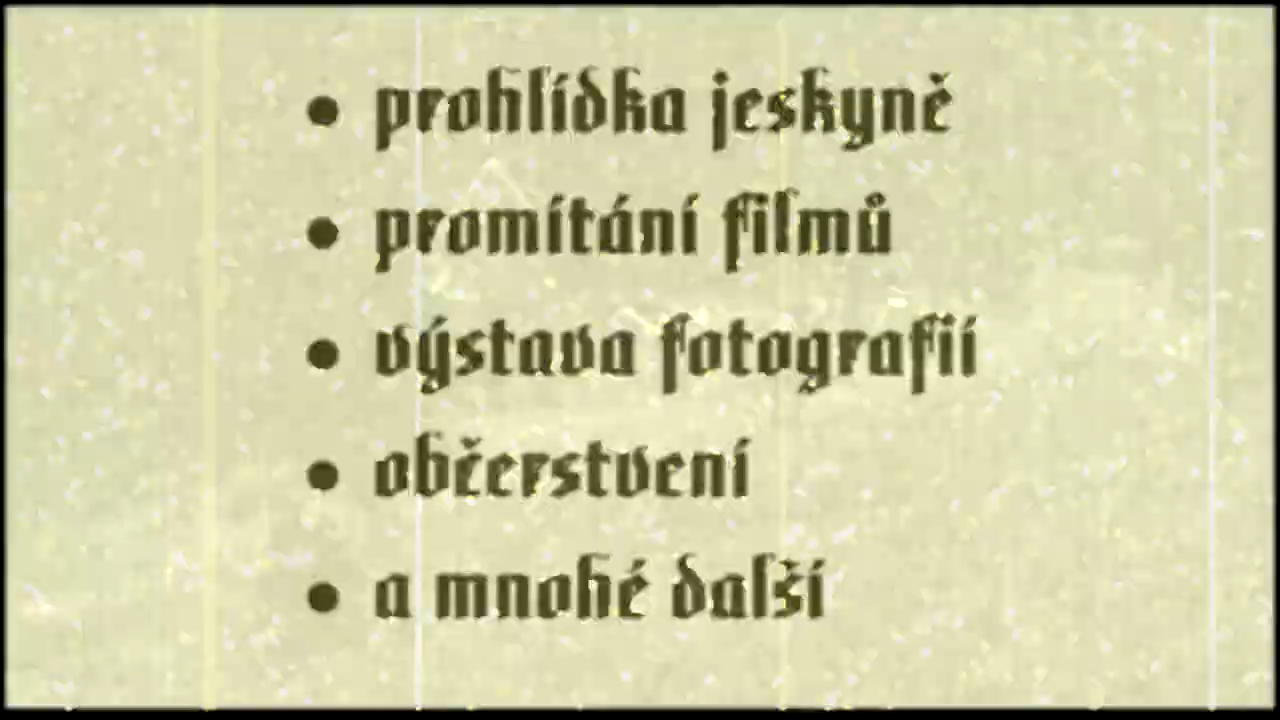 • prohlídka jeskyně
• promítání filmů
• výstava fotografií
• občerstvení
• a mnohé další